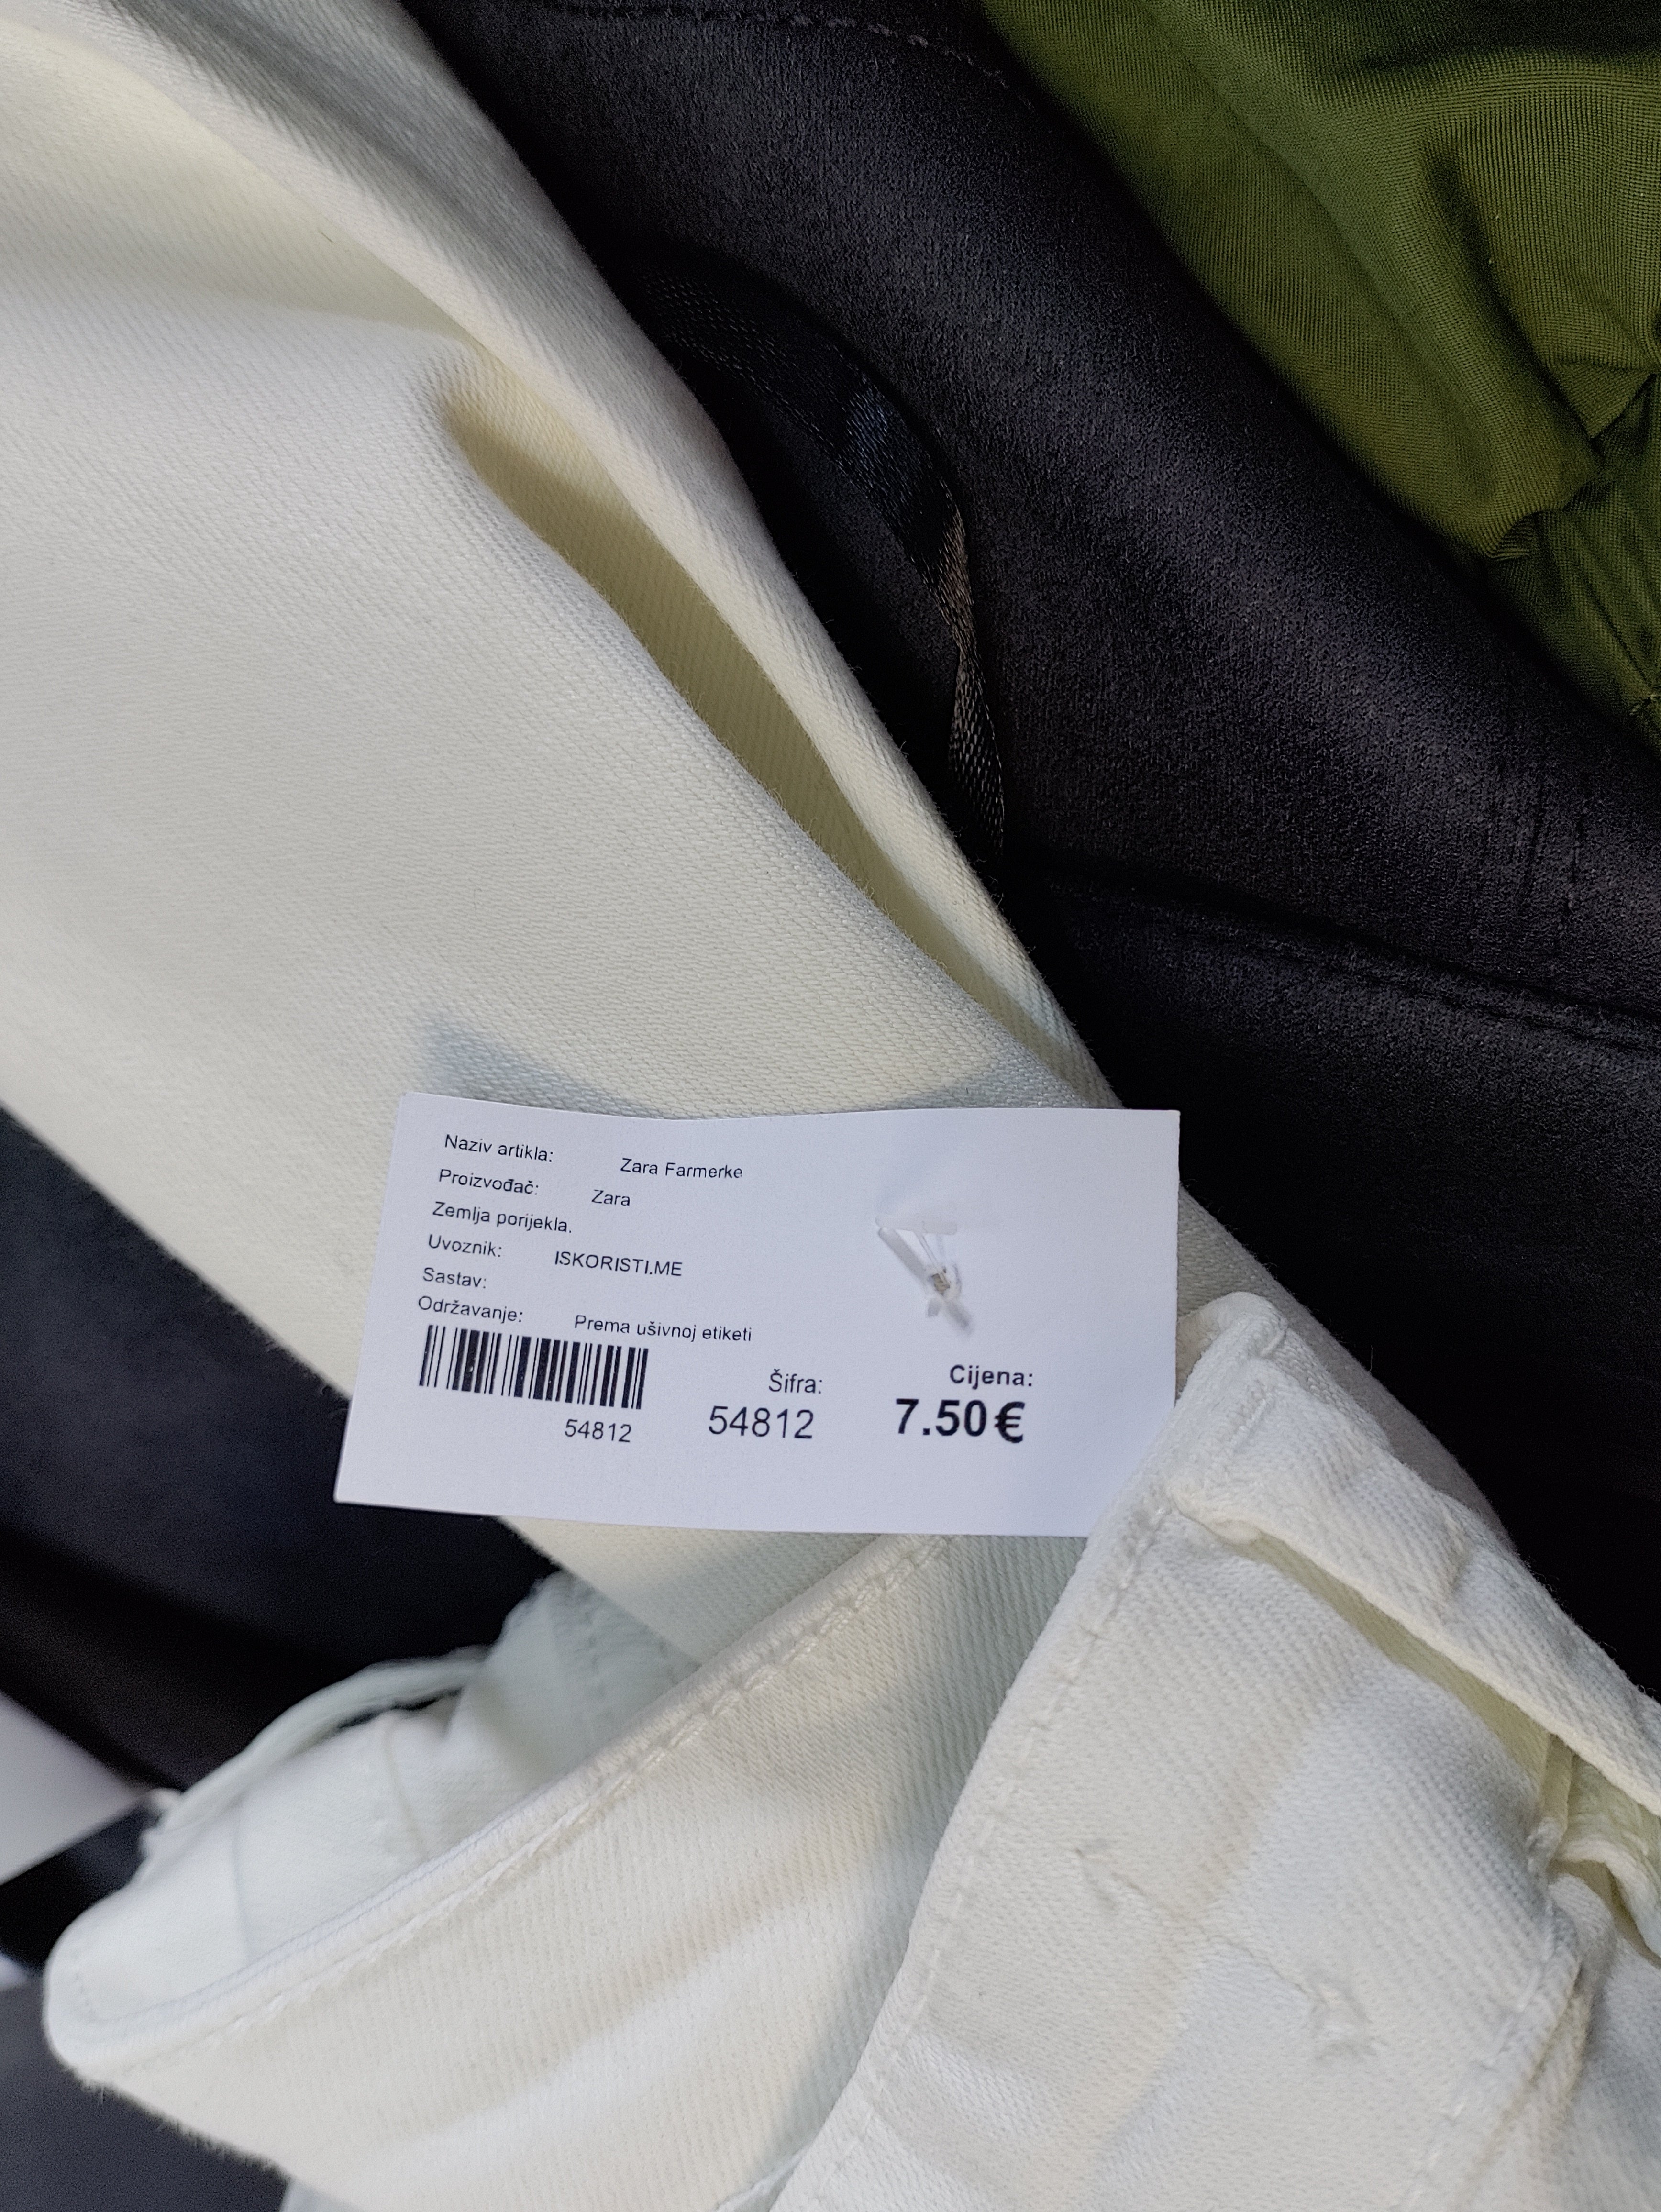 Naziv artikla: Zara Farmerke
Proizvođač: Zara
Zemlja porijekla.
Uvoznik: ISKORISTI.ME
Sastav:
Održavanje: Prema ušivnoj etiketi
54812
Šifra:
54812
Cijena:
7.50€